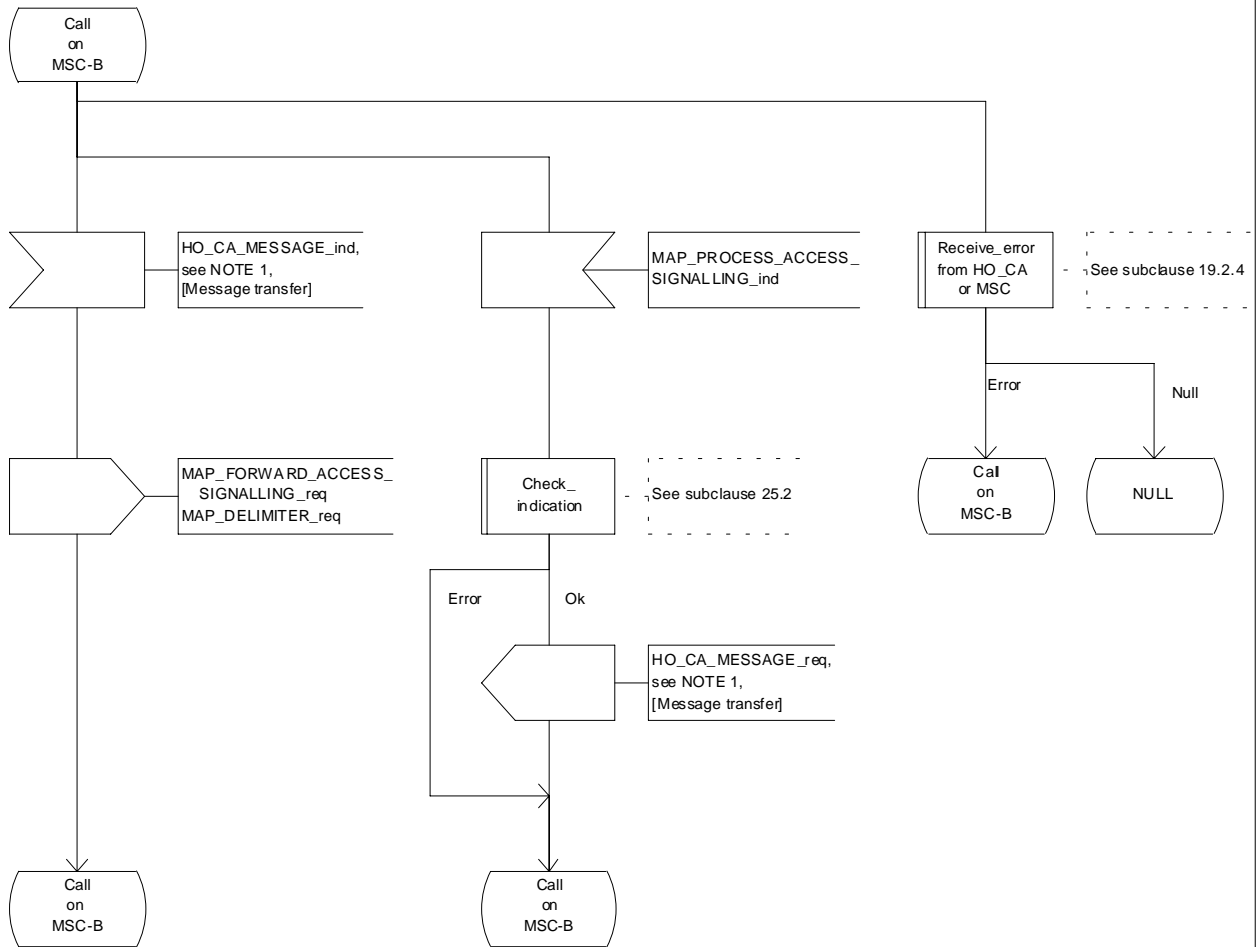 Call
on
MSC-B
HO_CA_MESSAGE_ind,
see NOTE 1,
[Message transfer]
MAP_PROCESS_ACCESS_
SIGNALLING_ind
Receive_error
from HO_CA
or MSC
See subclause 19.2.4
Error
Null
MAP_FORWARD_ACCESS_
SIGNALLING_req
MAP_DELIMITER_req
Check_
indication
See subclause 25.2
Call
on
MSC-B
NULL
Error
Ok
HO_CA_MESSAGE_req,
see NOTE 1,
[Message transfer]
Call
on
MSC-B
Call
on
MSC-B